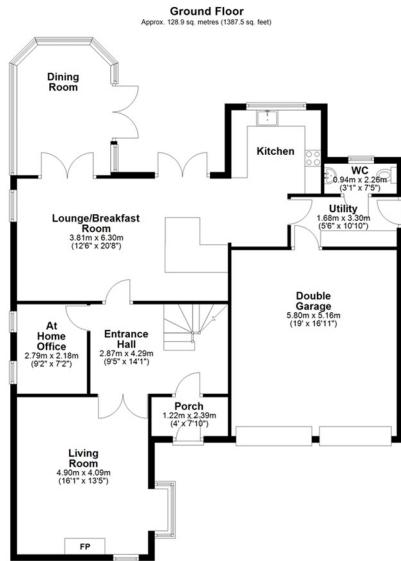 Ground Floor
Approx. 128.9 sq. metres (1387.5 sq. feet)
Dining
Room
Kitchen
WC
0.94m x 2.26m
(3'1" x 7'5")
Utility
1.68m x 3.30m
(5'6" x 10'10")
Lounge/Breakfast
Room
3.81m x 6.30m
(12'6" x 20'8")
Double
Garage
5.80m x 5.16m
(19' x 16'11")
At
Home
Office
2.79m x 2.18m
(9'2" x 7'2")
Entrance
Hall
2.87m x 4.29m
(9'5" x 14'1")
Porch
1.22m x 2.39m
(4' x 7'10")
Living
Room
4.90m x 4.09m
(16'1" x 13'5")
FP